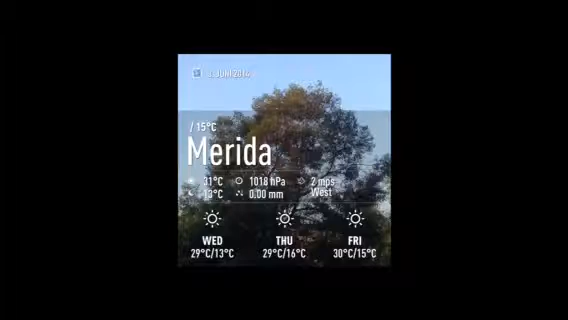 3. JUNI 2014
/ 15°C
Merida
31°C 1018 hPa 2 mps
13°C 0.00 mm West
WED THU FRI
29°C/13°C 29°C/16°C 30°C/15°C